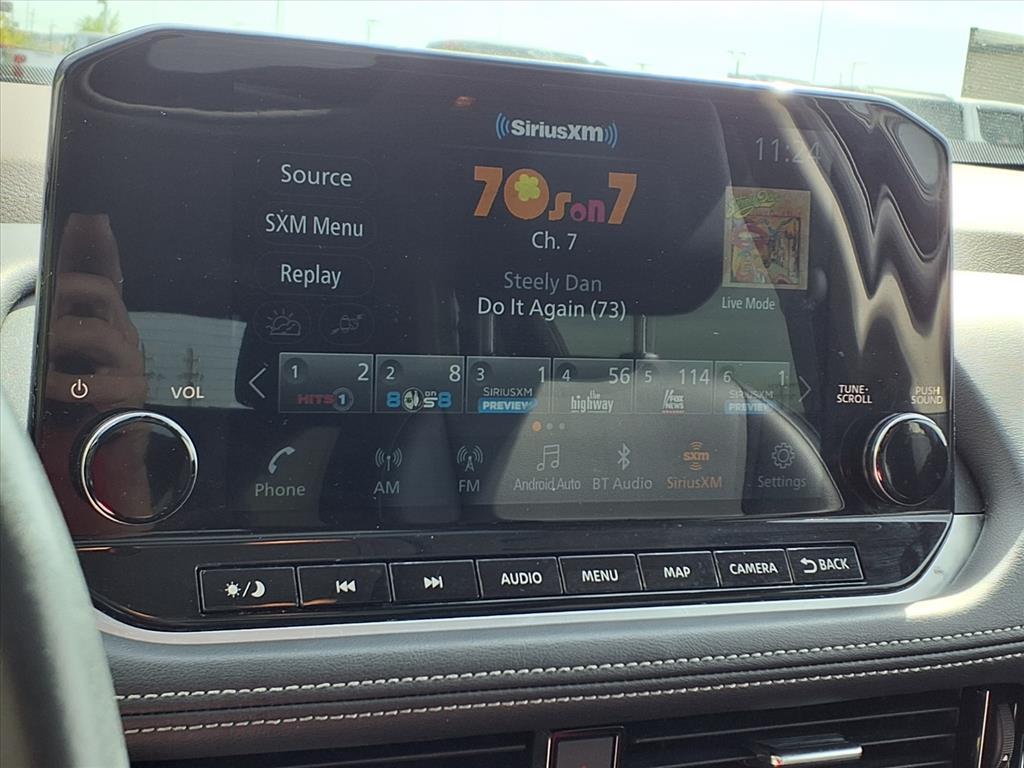 SiriusXM
11:24
Source
70s on 7
SXM Menu
Ch. 7
Replay
Steely Dan
Do It Again (73)
Live Mode
1 2 2 8 3 1 4 56 5 114 6 1
HITS 1 80s on 8 SIRIUSXM PREVIEW the highway FOX NEWS SIRIUSXM PREVIEW
VOL
TUNE·SCROLL
PUSH SOUND
sxm
Phone AM FM Android Auto BT Audio SiriusXM Settings
AUDIO MENU MAP CAMERA BACK